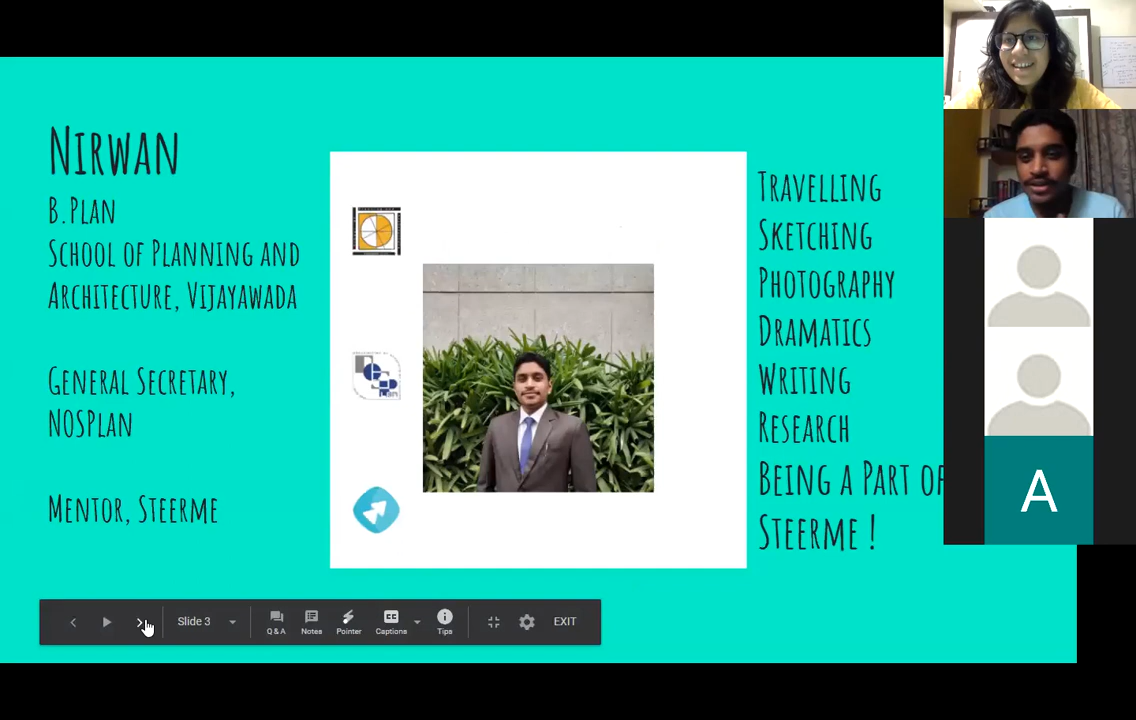 Nirwan
B.Plan
School of Planning and
Architecture, Vijayawada
General Secretary,
NOSPlan
Mentor, Steerme
Travelling
Sketching
Photography
Dramatics
Writing
Research
Being a Part of
Steerme !
A
Slide 3
Q & A
Notes
Pointer
CC
Captions
Tips
EXIT